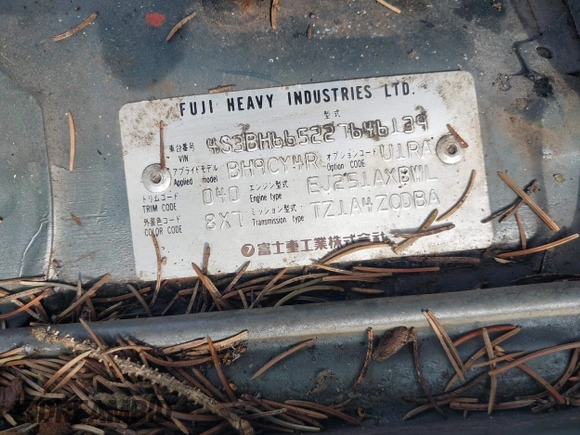 FUJI HEAVY INDUSTRIES LTD.
型式
車台番号 VIN 4S3BH665227646139
アプライドモデル Applied model BH9CY4R オプションコード Option CODE U1RA
トリムコード TRIM CODE 040 エンジン型式 Engine type EJ251AXBWL
外装色コード COLOR CODE 8X7 ミッション型式 Transmission type TZ1A4ZCDBA
富士重工業株式会社